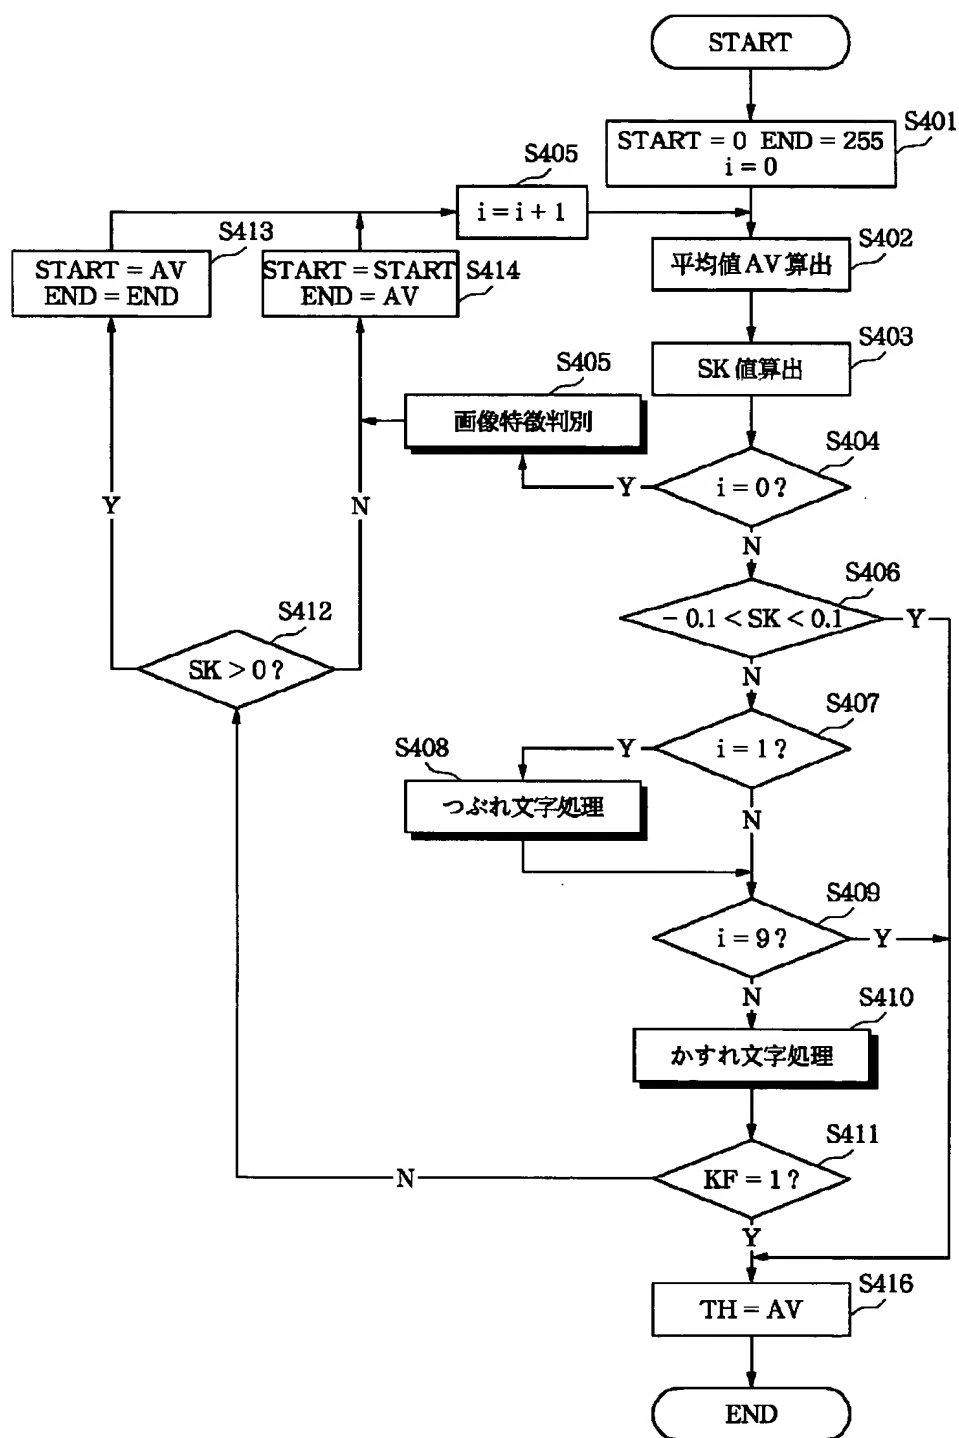 START
S401
START = 0 END = 255
i = 0
S405
i = i + 1
S413
START = AV
END = END
START = START
END = AV
S414
S402
平均値AV算出
S403
SK値算出
S405
画像特徴判別
S404
i = 0?
Y
N
Y
N
S406
- 0.1 < SK < 0.1
Y
N
S412
SK > 0?
S407
i = 1?
Y
N
S408
つぶれ文字処理
S409
i = 9?
Y
N
S410
かすれ文字処理
S411
KF = 1?
N
Y
S416
TH = AV
END